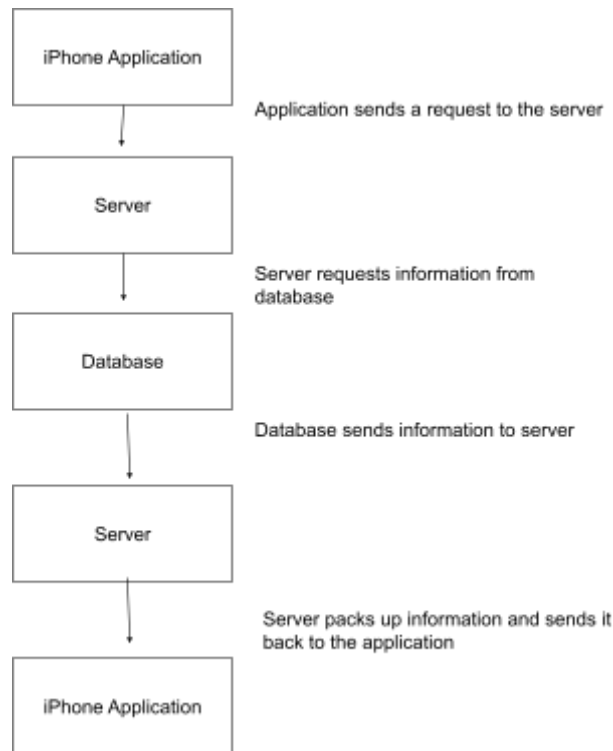 iPhone Application
Application sends a request to the server
Server
Server requests information from
database
Database
Database sends information to server
Server
Server packs up information and sends it
back to the application
iPhone Application